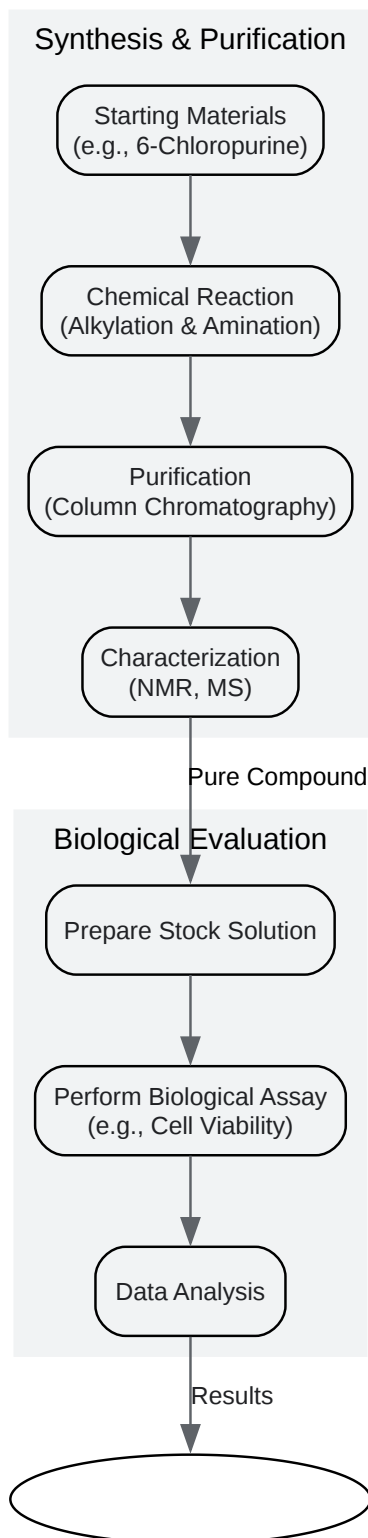 Synthesis & Purification
Starting Materials
(e.g., 6-Chloropurine)
Chemical Reaction
(Alkylation & Amination)
Purification
(Column Chromatography)
Characterization
(NMR, MS)
Pure Compound
Biological Evaluation
Prepare Stock Solution
Perform Biological Assay
(e.g., Cell Viability)
Data Analysis
Results